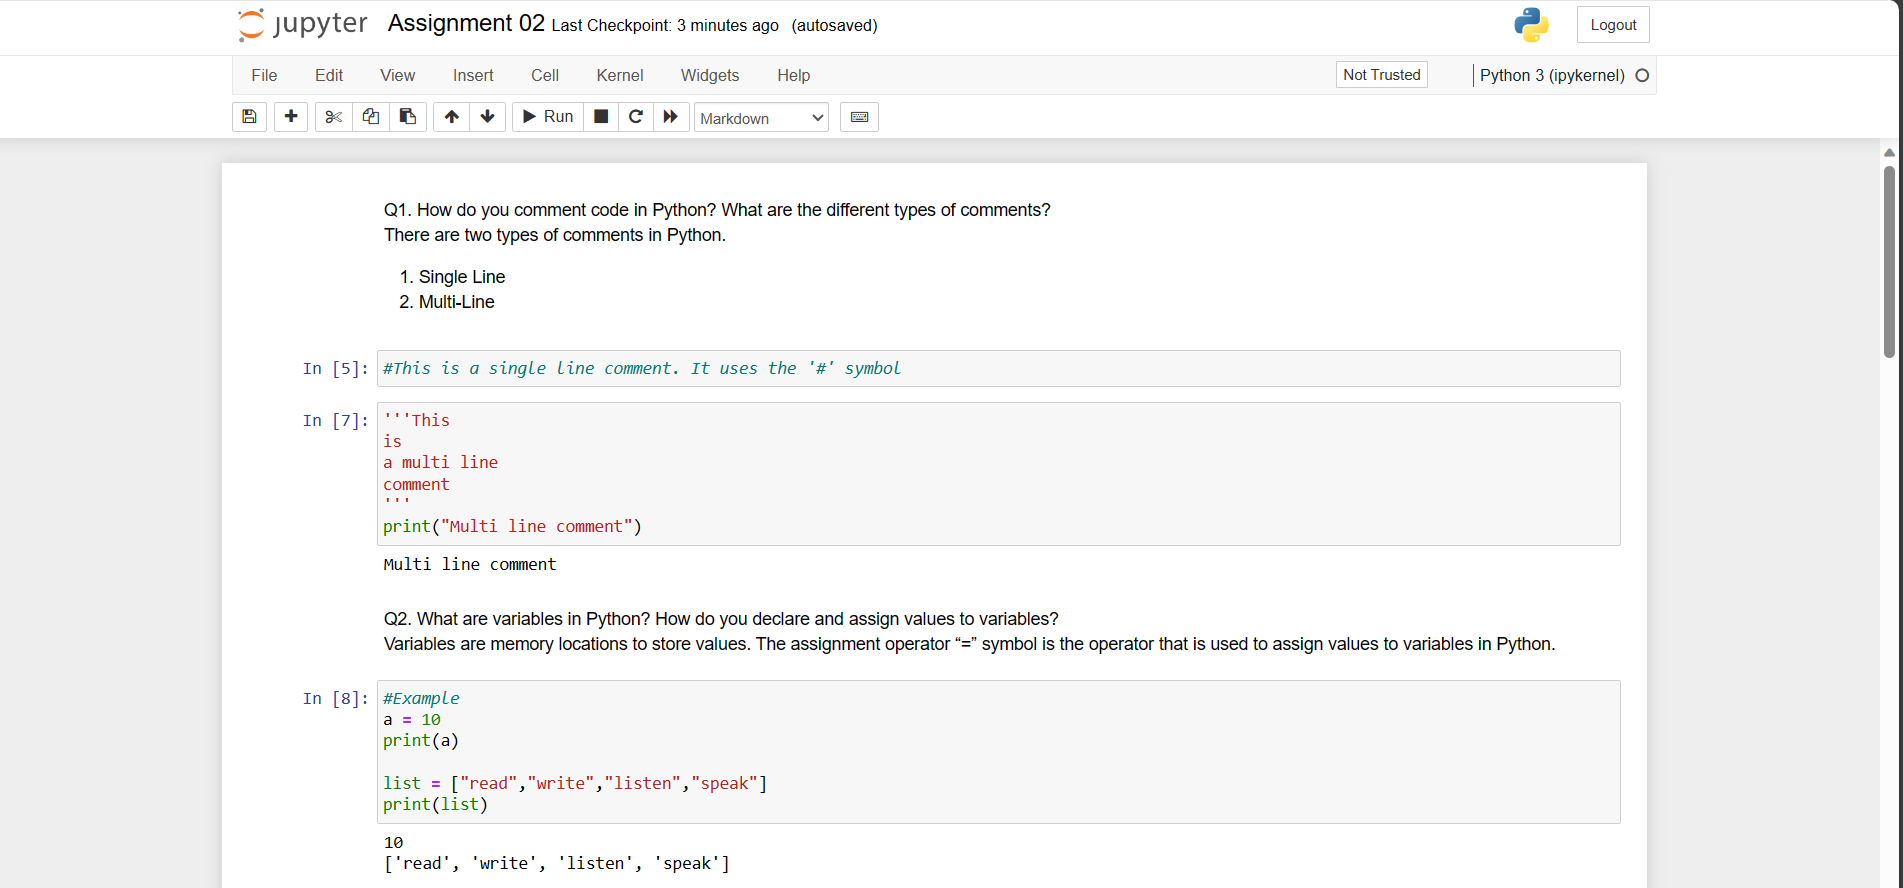 jupyter Assignment 02 Last Checkpoint: 3 minutes ago (autosaved) Logout
File Edit View Insert Cell Kernel Widgets Help Not Trusted Python 3 (ipykernel)
Run Markdown
Q1. How do you comment code in Python? What are the different types of comments?
There are two types of comments in Python.
1. Single Line
2. Multi-Line
In [5]: #This is a single line comment. It uses the '#' symbol
In [7]: '''This
is
a multi line
comment
'''
print("Multi line comment")
Multi line comment
Q2. What are variables in Python? How do you declare and assign values to variables?
Variables are memory locations to store values. The assignment operator “=” symbol is the operator that is used to assign values to variables in Python.
In [8]: #Example
a = 10
print(a)
list = ["read","write","listen","speak"]
print(list)
10
['read', 'write', 'listen', 'speak']